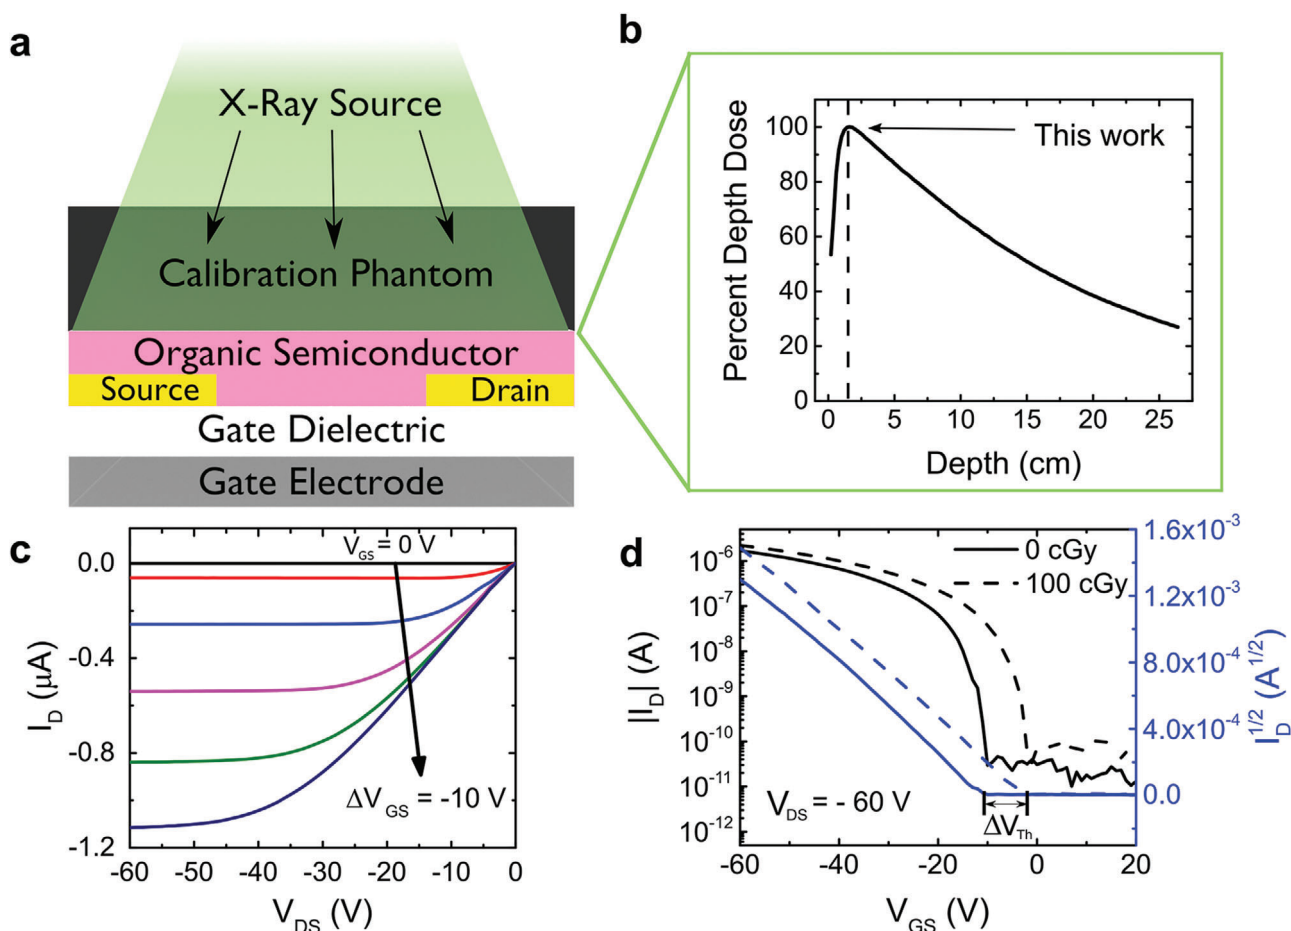 a
X-Ray Source
Calibration Phantom
Organic Semiconductor
Source
Drain
Gate Dielectric
Gate Electrode
b
Percent Depth Dose
100
80
60
40
20
0
This work
0 5 10 15 20 25
Depth (cm)
c
I_D (µA)
0.0
-0.4
-0.8
-1.2
V_GS = 0 V
ΔV_GS = -10 V
-60 -50 -40 -30 -20 -10 0
V_DS (V)
d
|I_D| (A)
10^-6
10^-7
10^-8
10^-9
10^-10
10^-11
10^-12
0 cGy
100 cGy
V_DS = - 60 V
ΔV_Th
-60 -40 -20 0 20
V_GS (V)
1.6x10^-3
1.2x10^-3
8.0x10^-4
4.0x10^-4
0.0
I_D^1/2 (A^1/2)